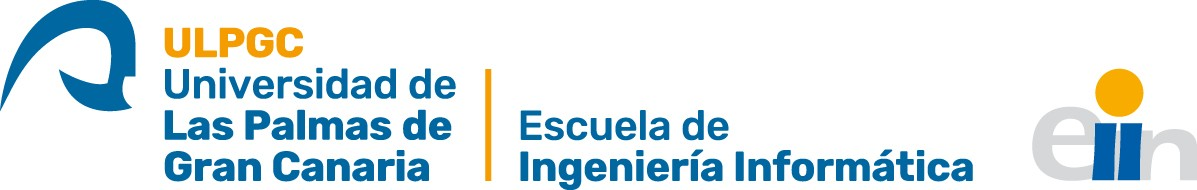 ULPGC
Universidad de
Las Palmas de
Gran Canaria
Escuela de
Ingeniería Informática
eiin